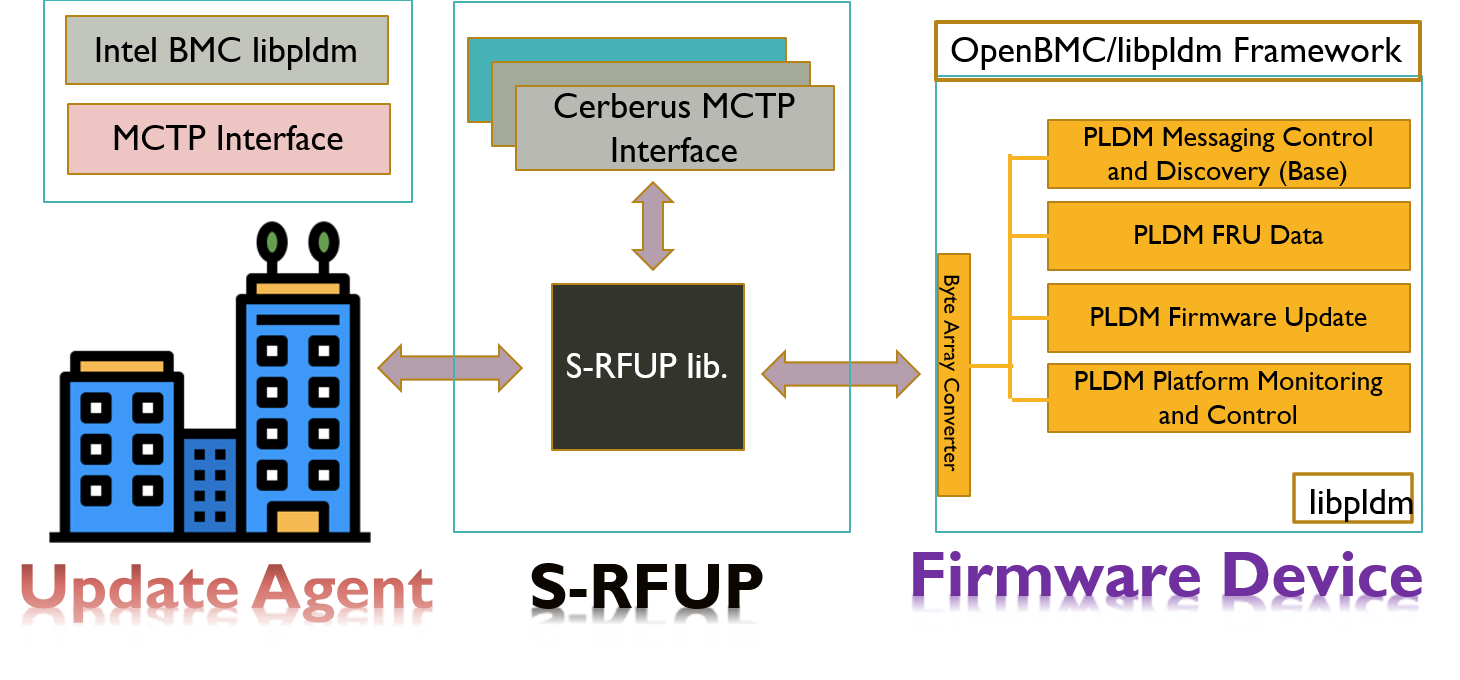 Intel BMC libpldm
MCTP Interface
Update Agent
Cerberus MCTP
Interface
S-RFUP lib.
S-RFUP
OpenBMC/libpldm Framework
Byte Array Converter
PLDM Messaging Control
and Discovery (Base)
PLDM FRU Data
PLDM Firmware Update
PLDM Platform Monitoring
and Control
libpldm
Firmware Device